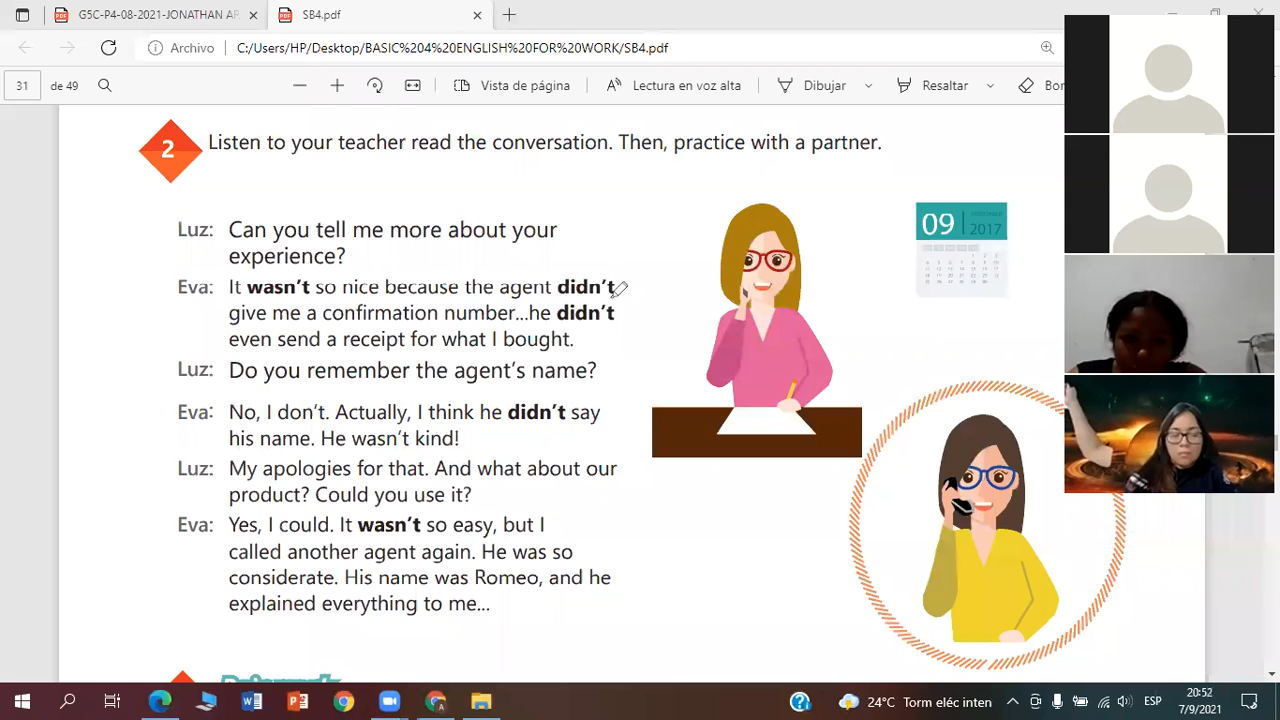 G5C-P4-08-2021-JONATHAN AR
SB4.pdf
Archivo
C:/Users/HP/Desktop/BASIC%204%20ENGLISH%20FOR%20WORK/SB4.pdf
31 de 49
Vista de página
Lectura en voz alta
Dibujar
Resaltar
Bor
2 Listen to your teacher read the conversation. Then, practice with a partner.
Luz: Can you tell me more about your
experience?
Eva: It wasn't so nice because the agent didn't
give me a confirmation number...he didn't
even send a receipt for what I bought.
Luz: Do you remember the agent's name?
Eva: No, I don't. Actually, I think he didn't say
his name. He wasn't kind!
Luz: My apologies for that. And what about our
product? Could you use it?
Eva: Yes, I could. It wasn't so easy, but I
called another agent again. He was so
considerate. His name was Romeo, and he
explained everything to me...
09
2017
24°C Torm eléc inten
ESP
20:52
7/9/2021